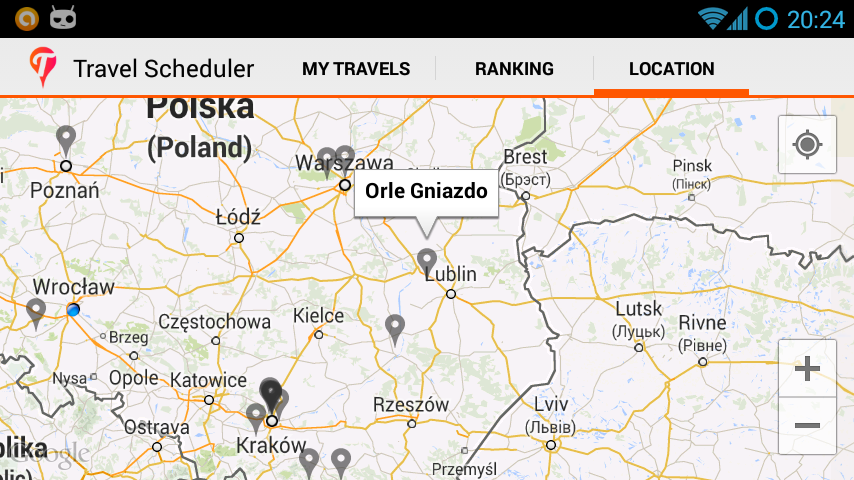 20:24
Travel Scheduler
MY TRAVELS
RANKING
LOCATION
Polska
(Poland)
Warszawa
Brest
(Брэст)
Pinsk
(Пінск)
Poznań
Orle Gniazdo
Łódź
Lublin
Wrocław
Częstochowa
Kielce
Lutsk
(Луцьк)
Rivne
(Рівне)
Brzeg
Nysa
Opole
Katowice
Rzeszów
Lviv
(Львів)
Ostrava
Kraków
Przemyśl
Google